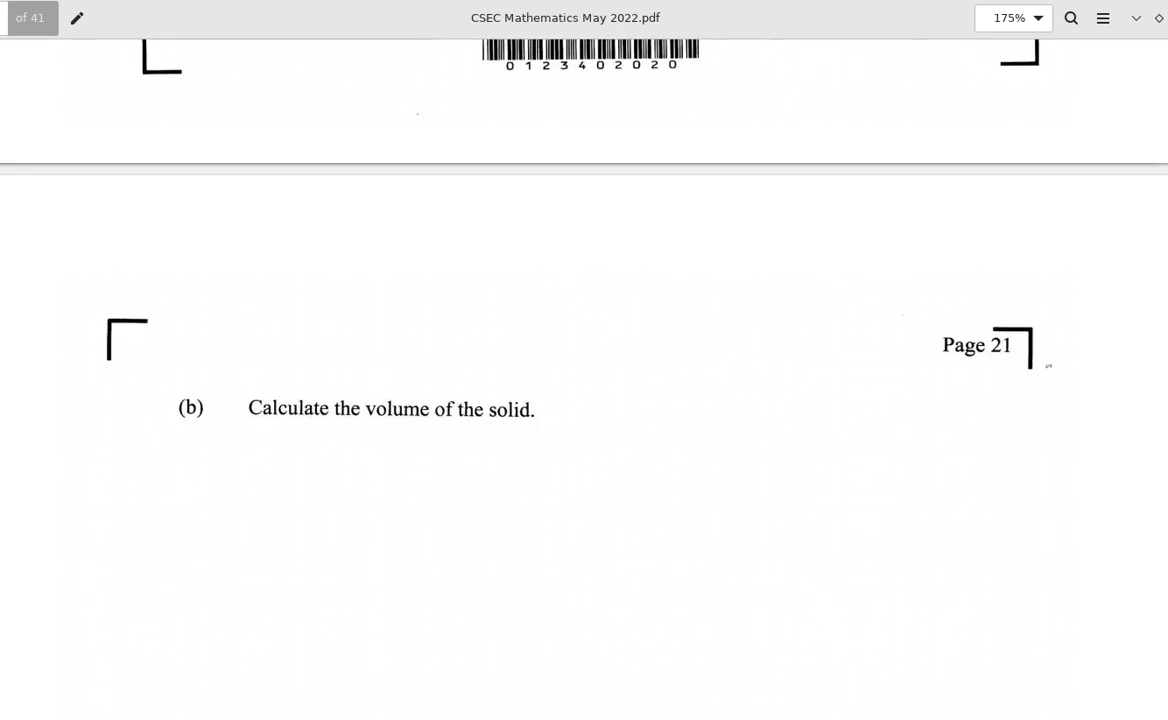 of 41
CSEC Mathematics May 2022.pdf
175%
0 1 2 3 4 0 2 0 2 0
Page 21
(b) Calculate the volume of the solid.